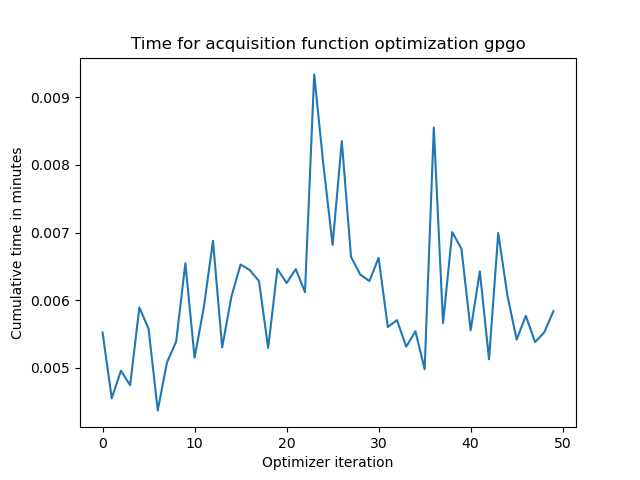 Time for acquisition function optimization gpgo
Cumulative time in minutes
0.009
0.008
0.007
0.006
0.005
0 10 20 30 40 50
Optimizer iteration